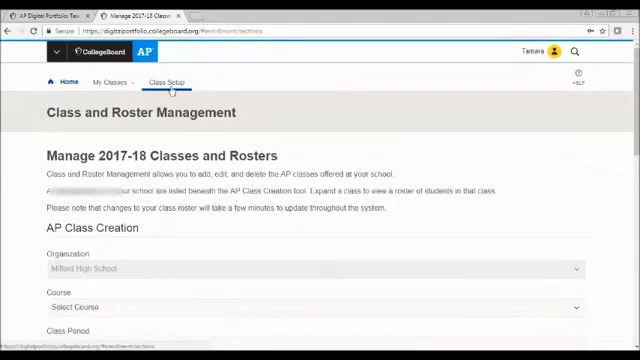 AP Digital Portfolio: Tea
Manage 2017-18 Classes
Secure https://digitalportfolio.collegeboard.org/#enrollment/sections
CollegeBoard AP
Tamara
Home My Classes Class Setup
HELP
Class and Roster Management
Manage 2017-18 Classes and Rosters
Class and Roster Management allows you to add, edit, and delete the AP classes offered at your school.
your school are listed beneath the AP Class Creation tool. Expand a class to view a roster of students in that class.
Please note that changes to your class roster will take a few minutes to update throughout the system.
AP Class Creation
Organization
Milford High School
Course
Select Course
Class Period
https://digitalportfolio.collegeboard.org/#enrollment/sections